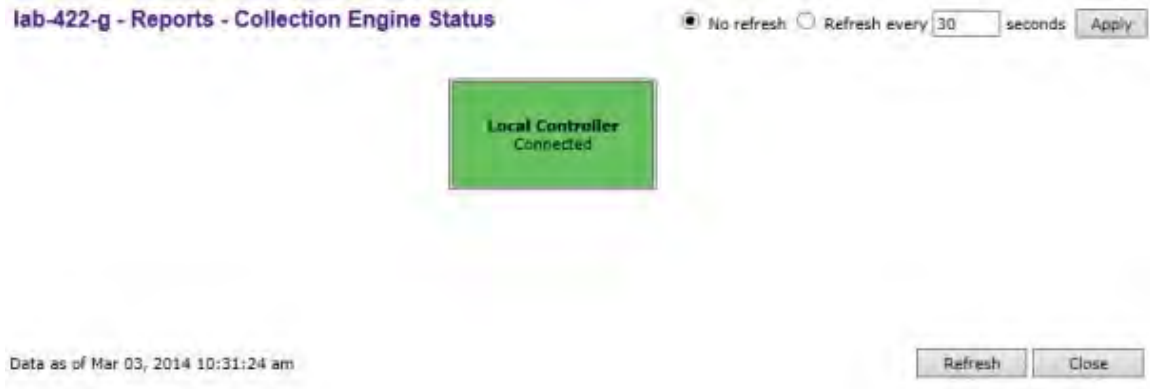 lab-422-g - Reports - Collection Engine Status
No refresh Refresh every 30 seconds Apply
Local Controller
Connected
Data as of Mar 03, 2014 10:31:24 am
Refresh Close